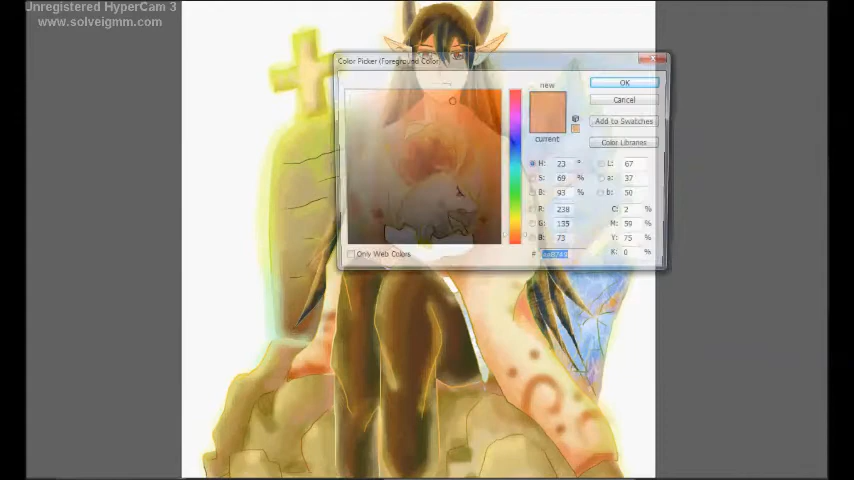 Unregistered HyperCam 3
www.solveigmm.com
Color Picker (Foreground Color
new
current
OK
Cancel
Add to Swatches
Color Libraries
H: 23 °
S: 69 %
B: 93 %
R: 238
G: 135
B: 73
L: 67
a: 37
b: 50
C: 2 %
M: 59 %
Y: 75 %
K: 0 %
Only Web Colors
# ee8749